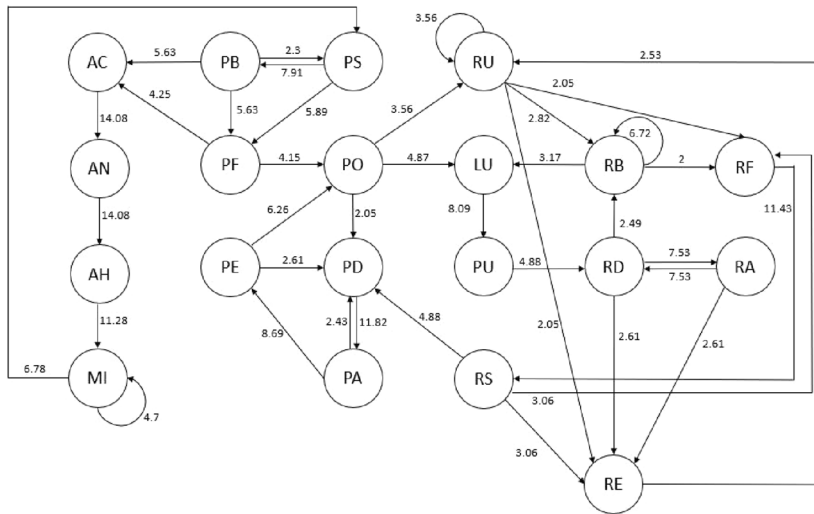 3.56
2.53
AC
5.63
PB
2.3
7.91
PS
RU
2.05
4.25
5.63
5.89
3.56
2.82
14.08
6.72
AN
PF
4.15
PO
4.87
LU
3.17
RB
2
RF
14.08
6.26
2.05
8.09
2.49
11.43
AH
PE
2.61
PD
PU
4.88
RD
7.53
7.53
RA
11.28
8.69
2.43
11.82
4.88
2.05
2.61
2.61
6.78
MI
PA
RS
3.06
4.7
3.06
RE